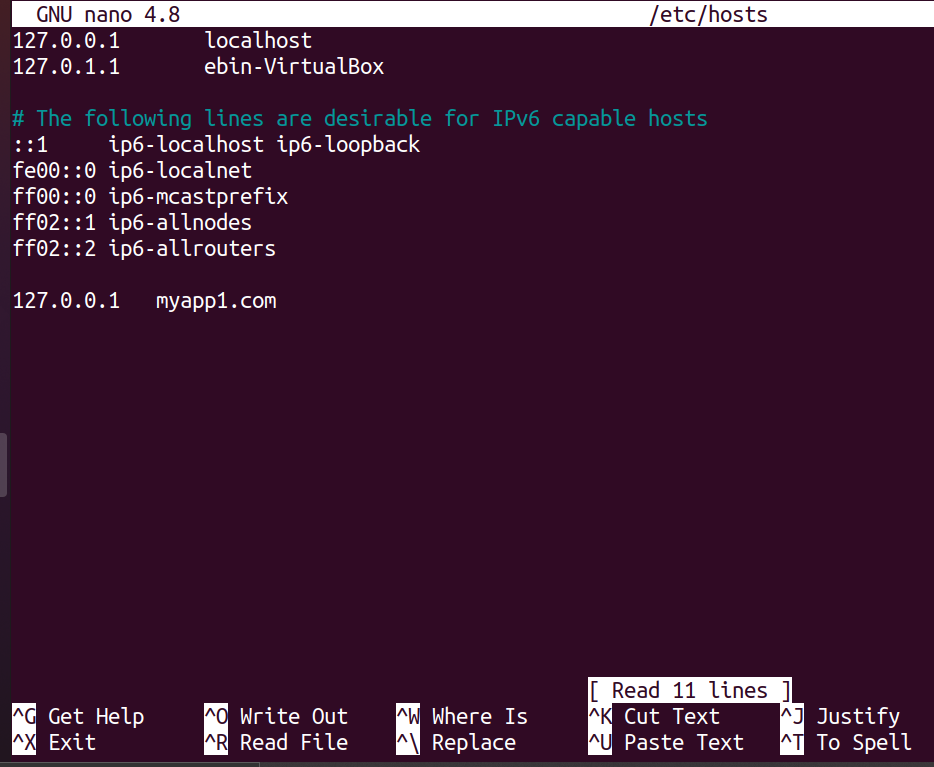 GNU nano 4.8 /etc/hosts
127.0.0.1 localhost
127.0.1.1 ebin-VirtualBox
# The following lines are desirable for IPv6 capable hosts
::1 ip6-localhost ip6-loopback
fe00::0 ip6-localnet
ff00::0 ip6-mcastprefix
ff02::1 ip6-allnodes
ff02::2 ip6-allrouters
127.0.0.1 myapp1.com
[ Read 11 lines ]
^G Get Help ^O Write Out ^W Where Is ^K Cut Text ^J Justify
^X Exit ^R Read File ^\ Replace ^U Paste Text ^T To Spell